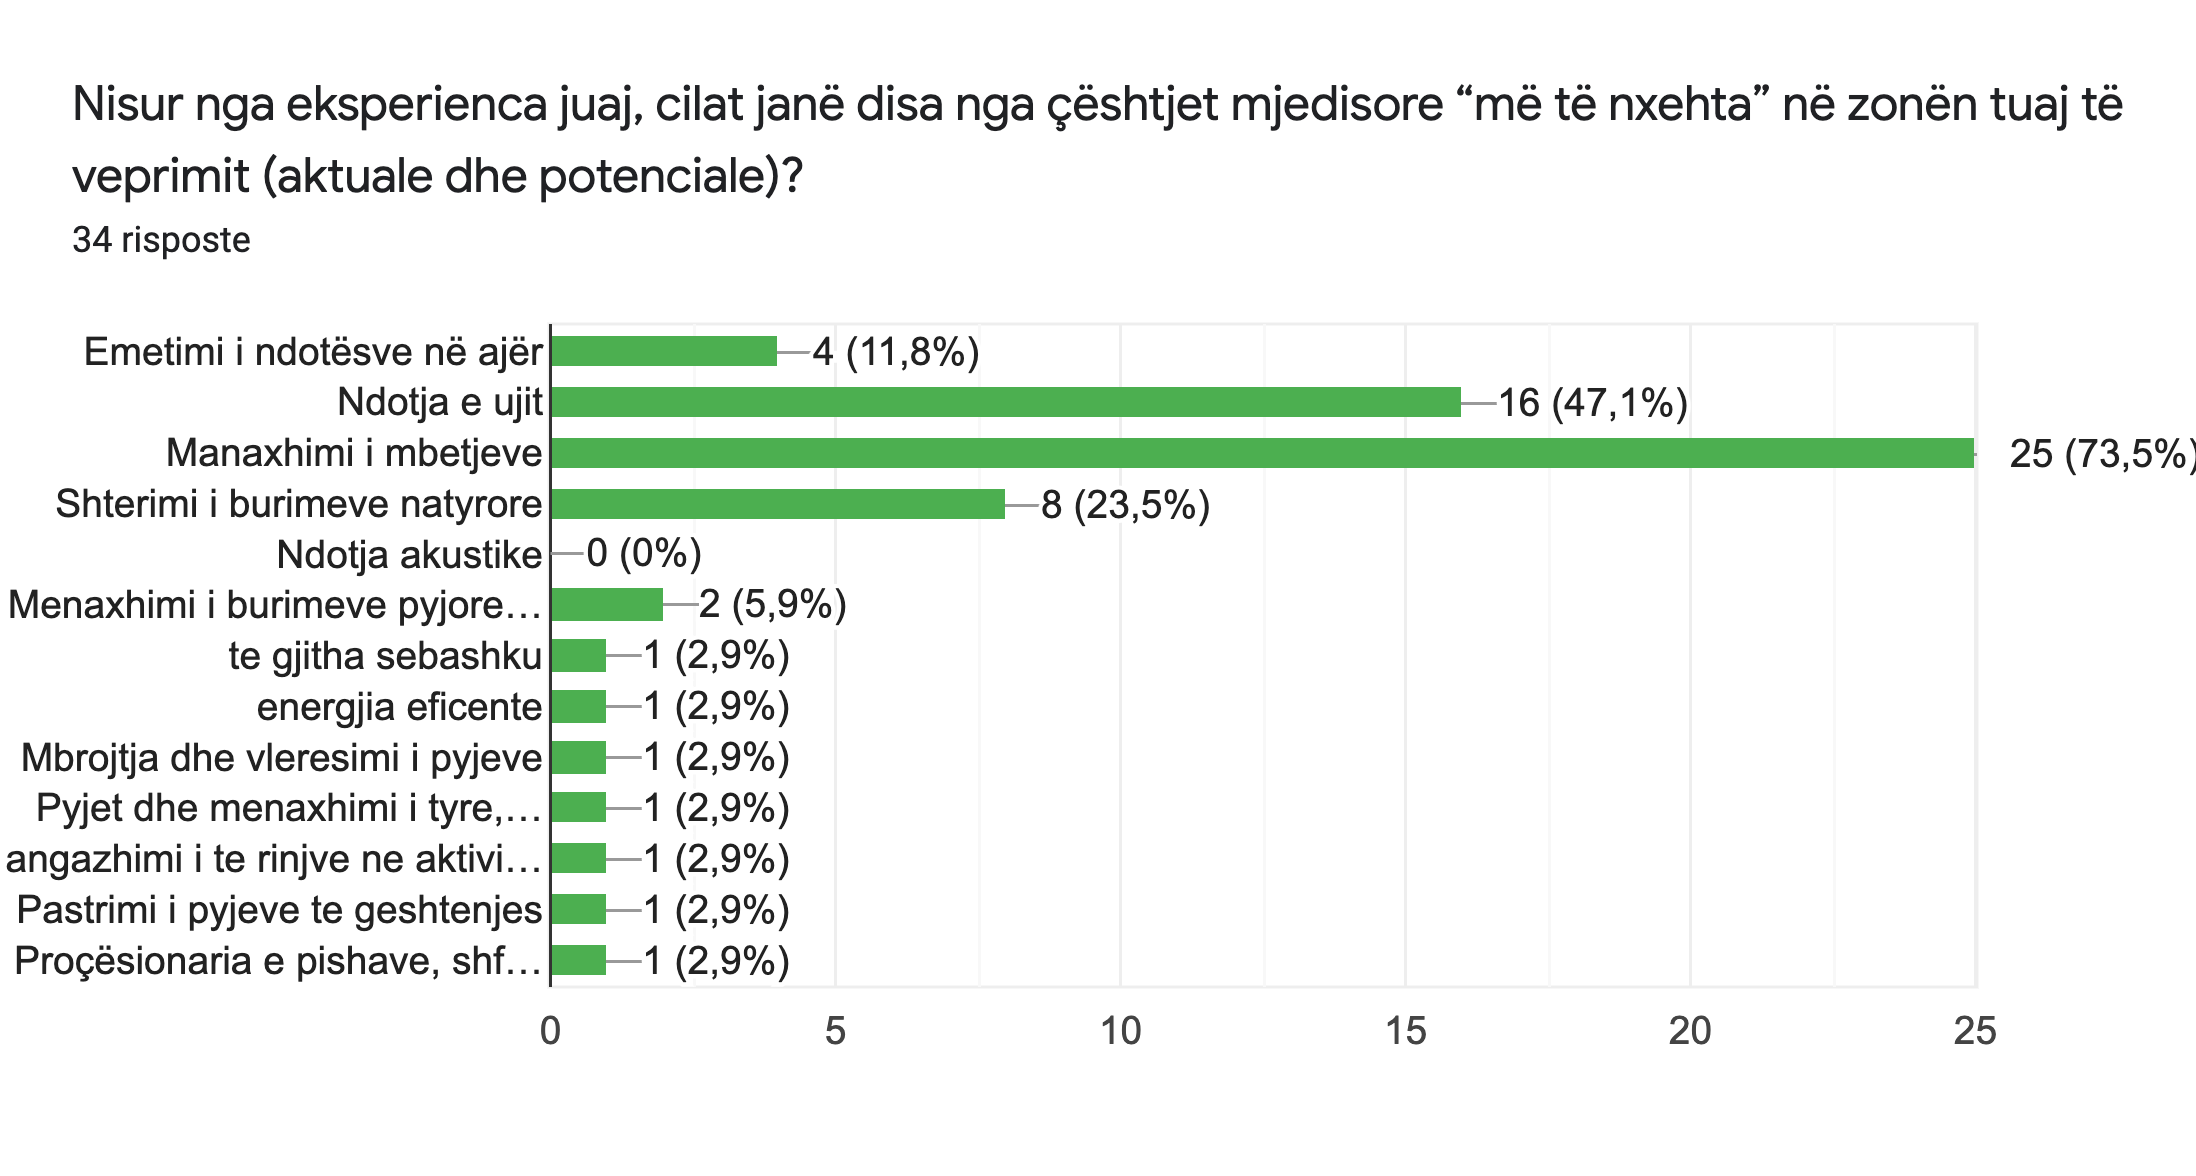 Nisur nga eksperienca juaj, cilat janë disa nga çështjet mjedisore “më të nxehta” në zonën tuaj të
veprimit (aktuale dhe potenciale)?
34 risposte
Emetimi i ndotësve në ajër 4 (11,8%)
Ndotja e ujit 16 (47,1%)
Manaxhimi i mbetjeve 25 (73,5%)
Shterimi i burimeve natyrore 8 (23,5%)
Ndotja akustike 0 (0%)
Menaxhimi i burimeve pyjore… 2 (5,9%)
te gjitha sebashku 1 (2,9%)
energjia eficente 1 (2,9%)
Mbrojtja dhe vleresimi i pyjeve 1 (2,9%)
Pyjet dhe menaxhimi i tyre,… 1 (2,9%)
angazhimi i te rinjve ne aktivi… 1 (2,9%)
Pastrimi i pyjeve te geshtenjes 1 (2,9%)
Proçësionaria e pishave, shf… 1 (2,9%)
0 5 10 15 20 25